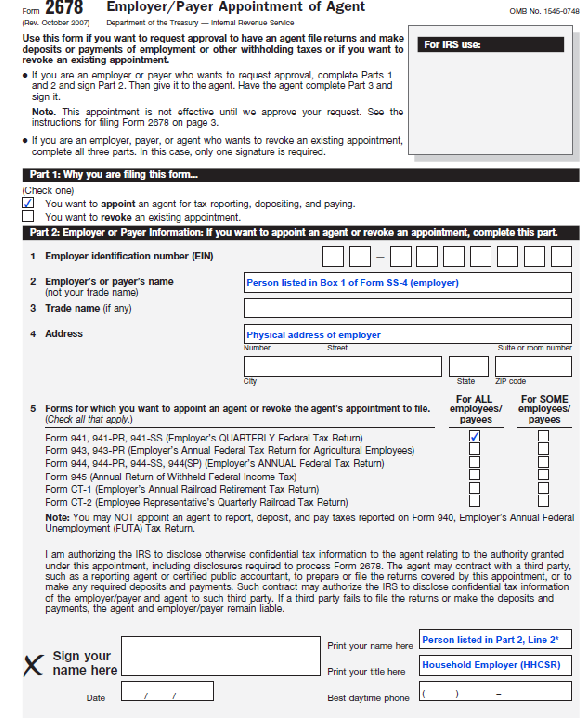 Form 2678 Employer/Payer Appointment of Agent OMB No. 1545-0748
(Rev. October 2007) Department of the Treasury — Internal Revenue Service
Use this form if you want to request approval to have an agent file returns and make
deposits or payments of employment or other withholding taxes or if you want to
revoke an existing appointment.
For IRS use:
• If you are an employer or payer who wants to request approval, complete Parts 1
and 2 and sign Part 2. Then give it to the agent. Have the agent complete Part 3 and
sign it.
Note. This appointment is not effective until we approve your request. See the
instructions for filing Form 2678 on page 3.
• If you are an employer, payer, or agent who wants to revoke an existing appointment,
complete all three parts. In this case, only one signature is required.
Part 1: Why you are filing this form...
(Check one)
You want to appoint an agent for tax reporting, depositing, and paying.
You want to revoke an existing appointment.
Part 2: Employer or Payer Information: If you want to appoint an agent or revoke an appointment, complete this part.
1 Employer identification number (EIN) –
2 Employer's or payer's name
(not your trade name)
Person listed in Box 1 of Form SS-4 (employer)
3 Trade name (if any)
4 Address
Physical address of employer
Number Street Suite or room number
City State ZIP code
5 Forms for which you want to appoint an agent or revoke the agent's appointment to file.
(Check all that apply.)
For ALL
employees/
payees
For SOME
employees/
payees
Form 941, 941-PR, 941-SS (Employer's QUARTERLY Federal Tax Return)
Form 943, 943-PR (Employer's Annual Federal Tax Return for Agricultural Employees)
Form 944, 944-PR, 944-SS, 944(SP) (Employer's ANNUAL Federal Tax Return)
Form 945 (Annual Return of Withheld Federal Income Tax)
Form CT-1 (Employer's Annual Railroad Retirement Tax Return)
Form CT-2 (Employee Representative's Quarterly Railroad Tax Return)
Note: You may NOT appoint an agent to report, deposit, and pay taxes reported on Form 940, Employer's Annual Federal
Unemployment (FUTA) Tax Return.
I am authorizing the IRS to disclose otherwise confidential tax information to the agent relating to the authority granted
under this appointment, including disclosures required to process Form 2678. The agent may contract with a third party,
such as a reporting agent or certified public accountant, to prepare or file the returns covered by this appointment, or to
make any required deposits and payments. Such contract may authorize the IRS to disclose confidential tax information
of the employer/payer and agent to such third party. If a third party fails to file the returns or make the deposits and
payments, the agent and employer/payer remain liable.
X Sign your
name here
Print your name here Person listed in Part 2, Line 2*
Print your title here Household Employer (HHCSR)
Date / /
Best daytime phone ( ) –